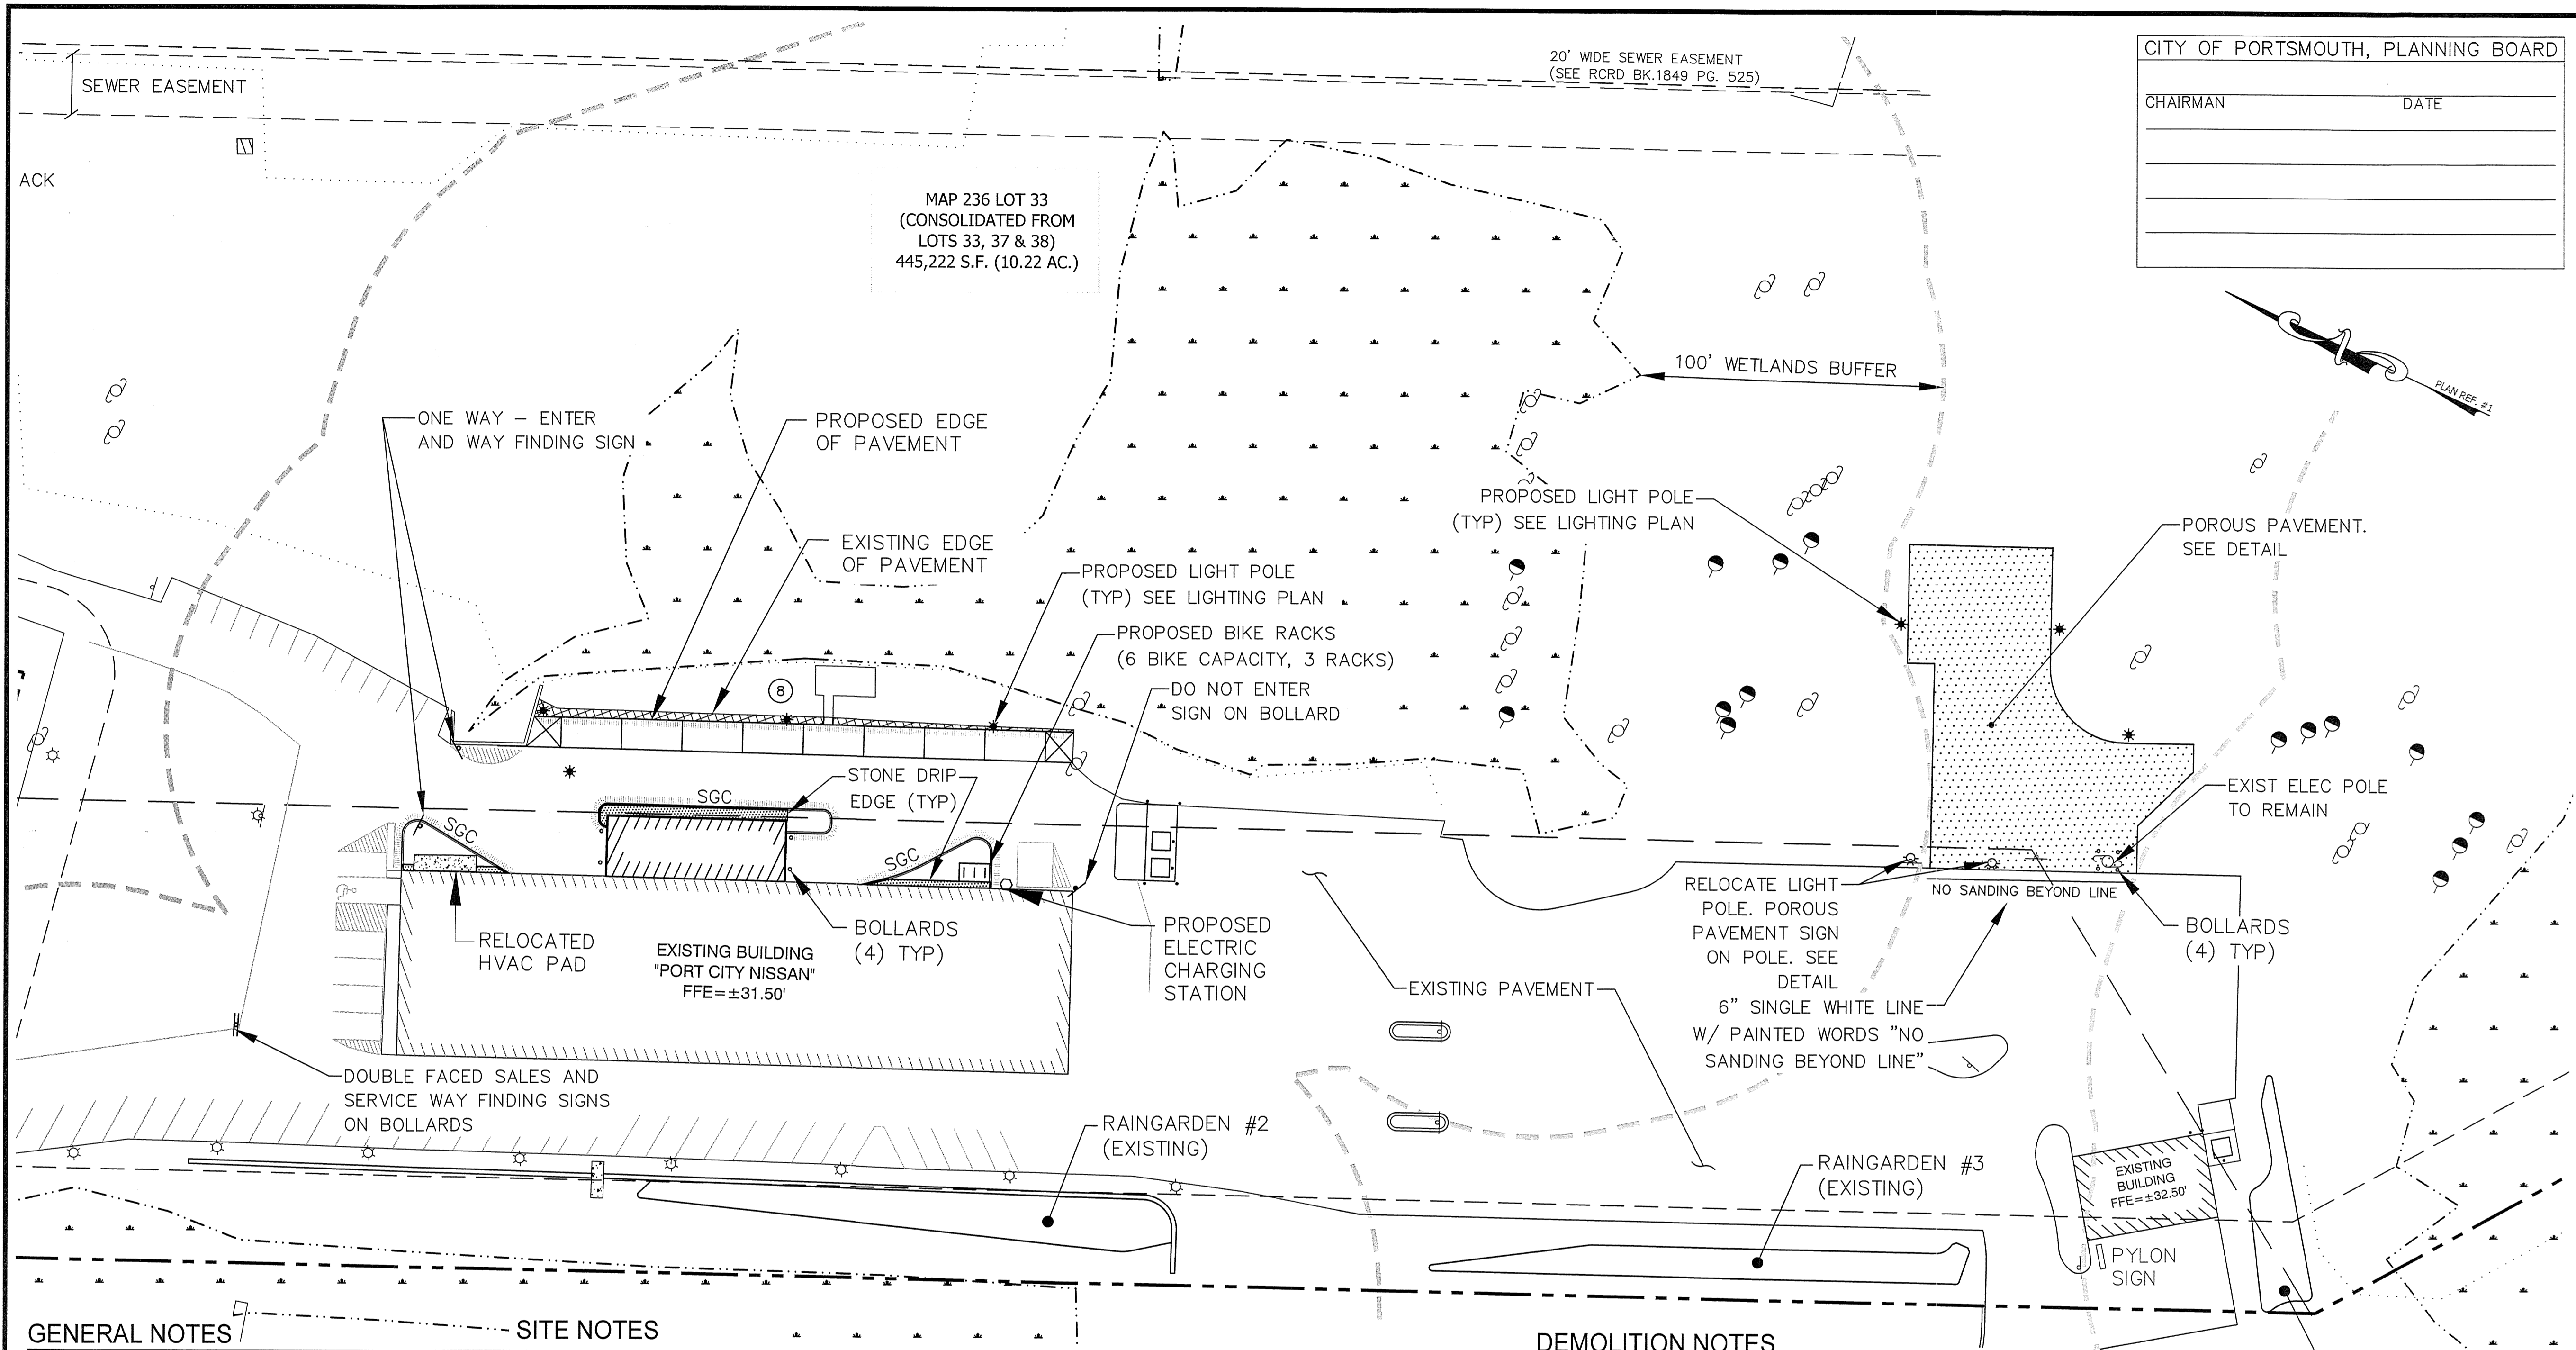 CITY OF PORTSMOUTH, PLANNING BOARD
CHAIRMAN DATE
SEWER EASEMENT
20' WIDE SEWER EASEMENT
(SEE RCRD BK.1849 PG. 525)
ACK
MAP 236 LOT 33
(CONSOLIDATED FROM
LOTS 33, 37 & 38)
445,222 S.F. (10.22 AC.)
100' WETLANDS BUFFER
PLAN REF. #1
ONE WAY – ENTER
AND WAY FINDING SIGN
PROPOSED EDGE
OF PAVEMENT
EXISTING EDGE
OF PAVEMENT
PROPOSED LIGHT POLE
(TYP) SEE LIGHTING PLAN
PROPOSED LIGHT POLE
(TYP) SEE LIGHTING PLAN
POROUS PAVEMENT.
SEE DETAIL
PROPOSED BIKE RACKS
(6 BIKE CAPACITY, 3 RACKS)
DO NOT ENTER
SIGN ON BOLLARD
8
STONE DRIP
EDGE (TYP)
SGC
SGC
SGC
EXIST ELEC POLE
TO REMAIN
RELOCATED
HVAC PAD
EXISTING BUILDING
"PORT CITY NISSAN"
FFE=±31.50'
BOLLARDS
(4) TYP)
PROPOSED
ELECTRIC
CHARGING
STATION
EXISTING PAVEMENT
RELOCATE LIGHT
POLE. POROUS
PAVEMENT SIGN
ON POLE. SEE
DETAIL
NO SANDING BEYOND LINE
6" SINGLE WHITE LINE
W/ PAINTED WORDS "NO
SANDING BEYOND LINE"
BOLLARDS
(4) TYP)
DOUBLE FACED SALES AND
SERVICE WAY FINDING SIGNS
ON BOLLARDS
RAINGARDEN #2
(EXISTING)
RAINGARDEN #3
(EXISTING)
EXISTING
BUILDING
FFE=±32.50'
PYLON
SIGN
GENERAL NOTES
SITE NOTES
DEMOLITION NOTES